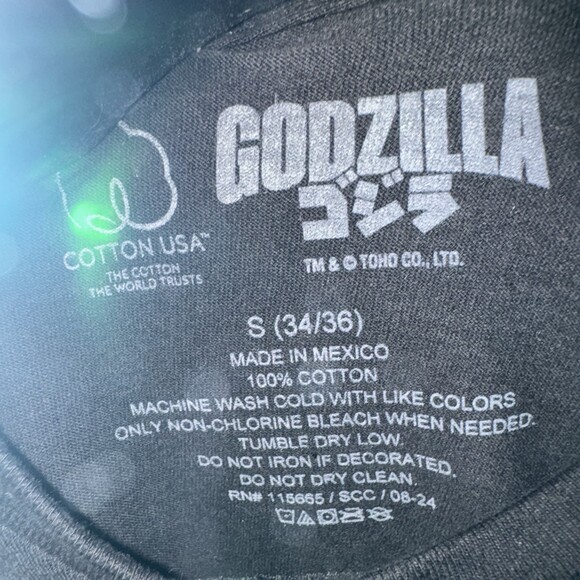 GODZILLA
ゴジラ
TM & © TOHO CO., LTD.
COTTON USA™
THE COTTON
THE WORLD TRUSTS
S (34/36)
MADE IN MEXICO
100% COTTON
MACHINE WASH COLD WITH LIKE COLORS
ONLY NON-CHLORINE BLEACH WHEN NEEDED.
TUMBLE DRY LOW.
DO NOT IRON IF DECORATED.
DO NOT DRY CLEAN.
RN# 115665 / SCC / 08-24